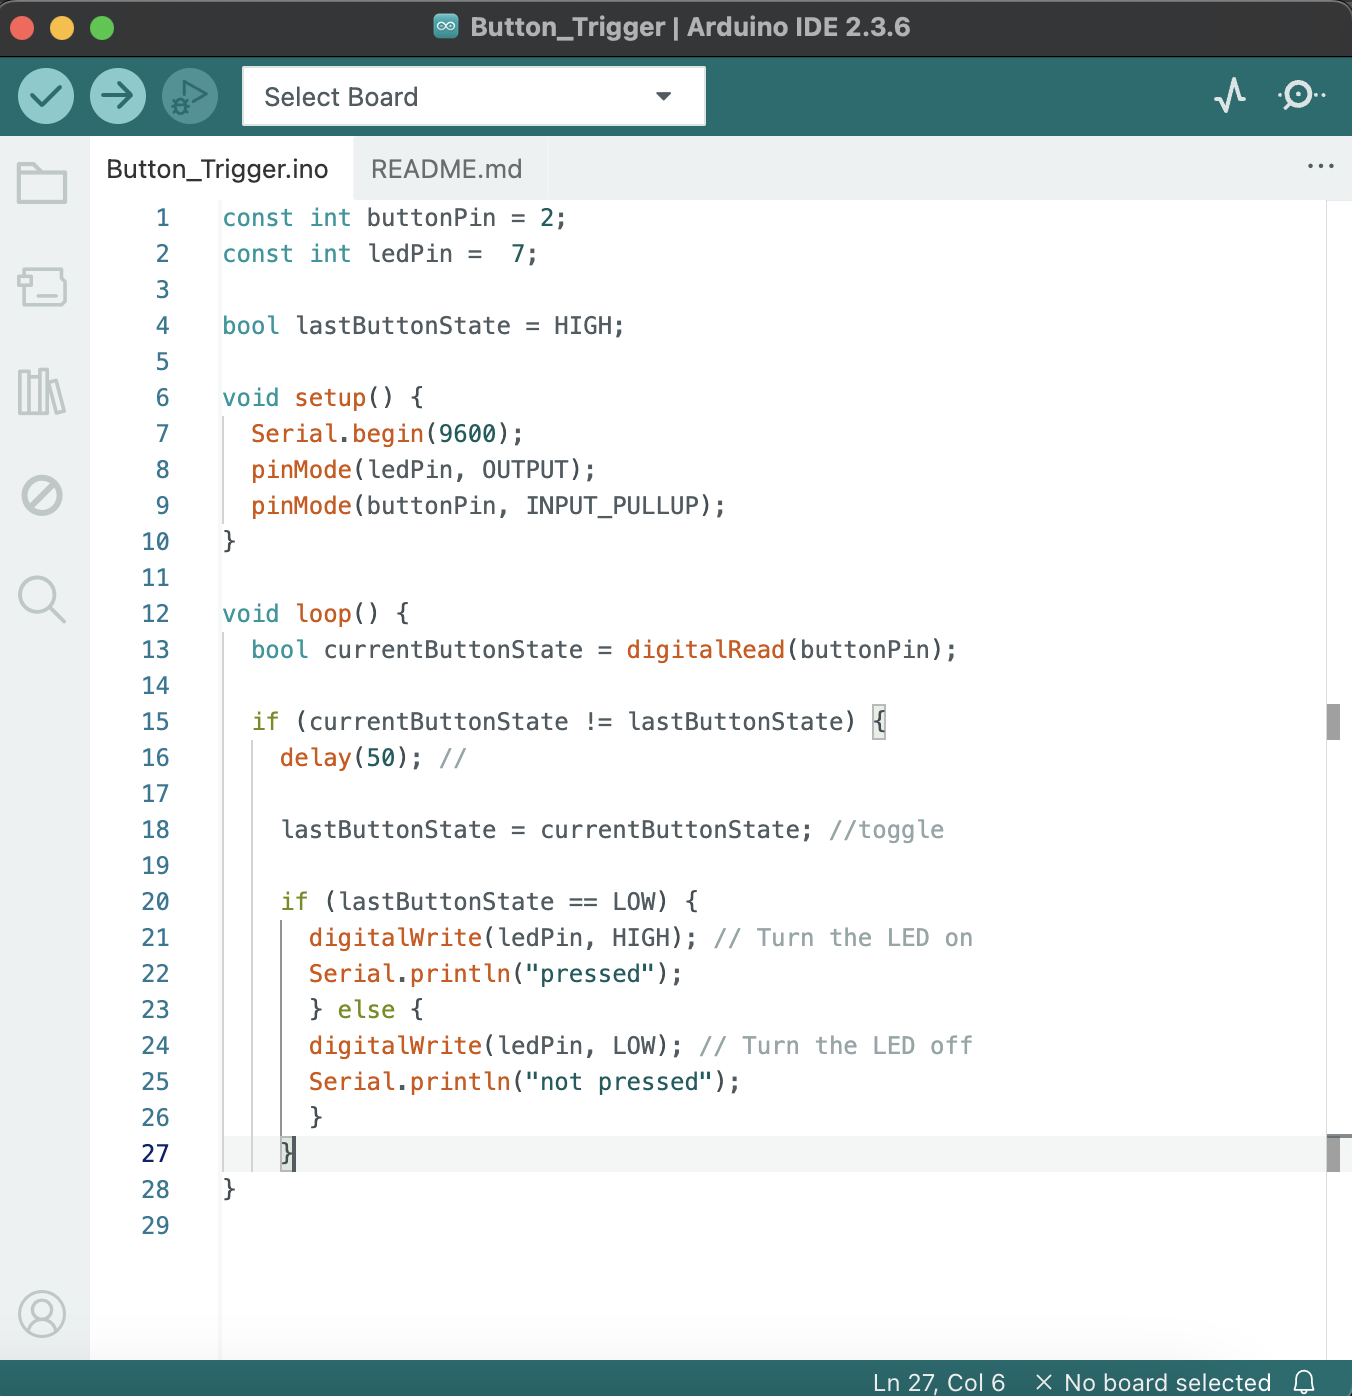 Button_Trigger | Arduino IDE 2.3.6
Select Board
Button_Trigger.ino README.md
1 const int buttonPin = 2;
2 const int ledPin =  7;
3
4 bool lastButtonState = HIGH;
5
6 void setup() {
7   Serial.begin(9600);
8   pinMode(ledPin, OUTPUT);
9   pinMode(buttonPin, INPUT_PULLUP);
10 }
11
12 void loop() {
13   bool currentButtonState = digitalRead(buttonPin);
14
15   if (currentButtonState != lastButtonState) {
16     delay(50); //
17
18     lastButtonState = currentButtonState; //toggle
19
20     if (lastButtonState == LOW) {
21       digitalWrite(ledPin, HIGH); // Turn the LED on
22       Serial.println("pressed");
23       } else {
24       digitalWrite(ledPin, LOW); // Turn the LED off
25       Serial.println("not pressed");
26       }
27     }
28 }
29
Ln 27, Col 6 × No board selected